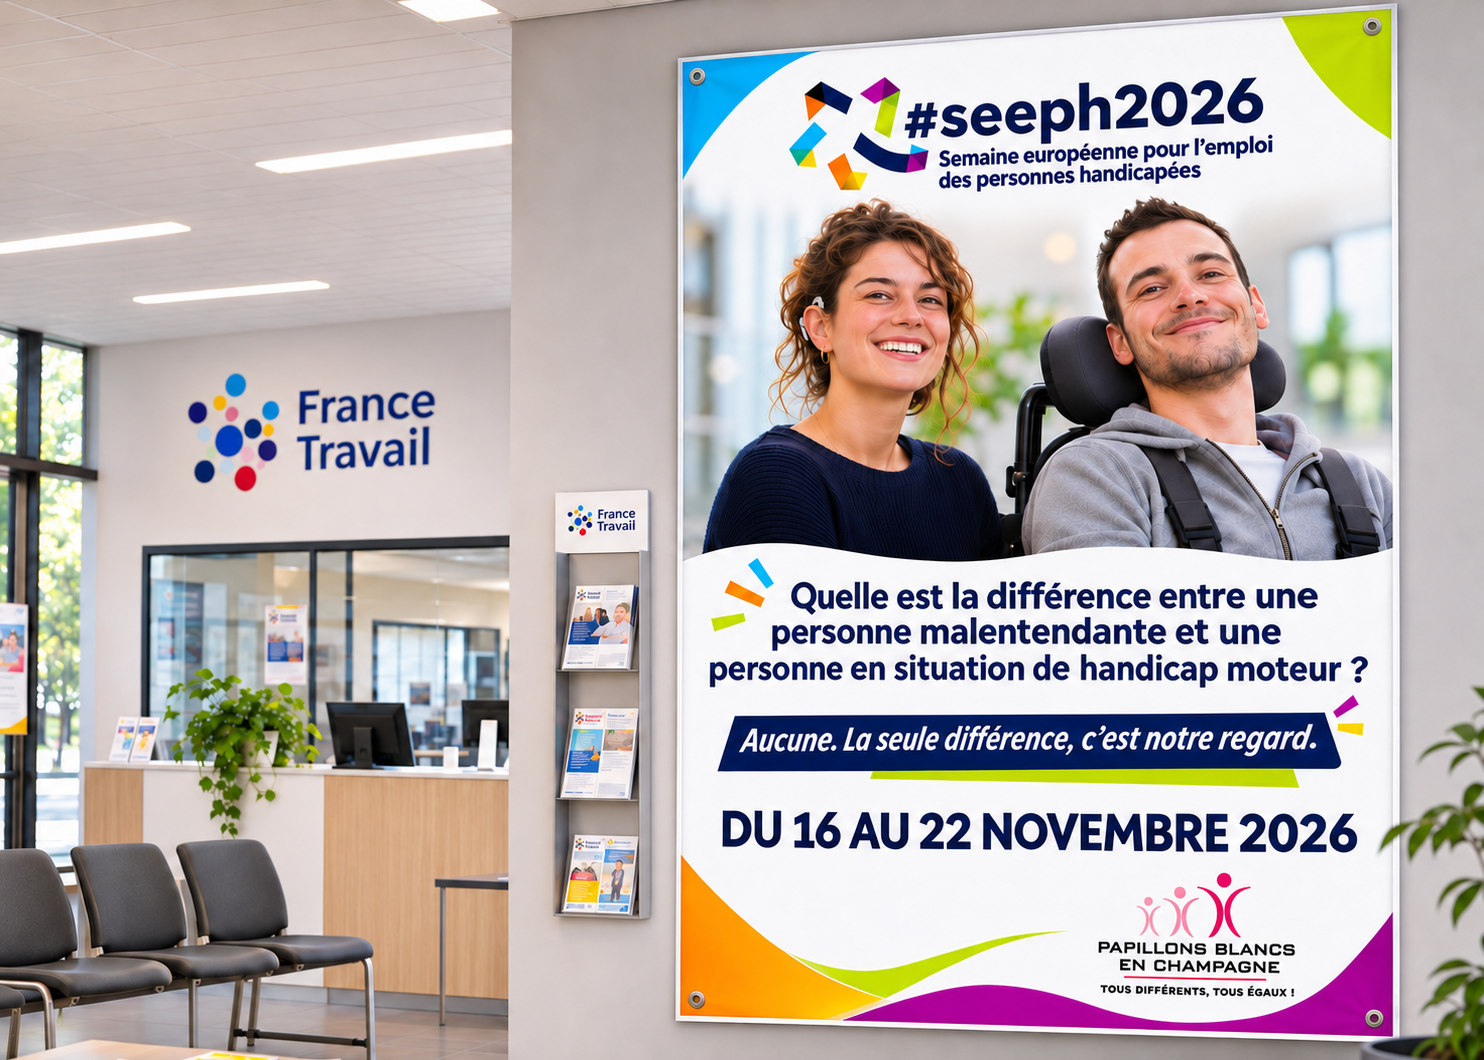 #seeph2026
Semaine européenne pour l'emploi
des personnes handicapées
France
Travail
France
Travail
Quelle est la différence entre une
personne malentendante et une
personne en situation de handicap moteur ?
Aucune. La seule différence, c'est notre regard.
DU 16 AU 22 NOVEMBRE 2026
PAPILLONS BLANCS
EN CHAMPAGNE
TOUS DIFFÉRENTS, TOUS ÉGAUX !